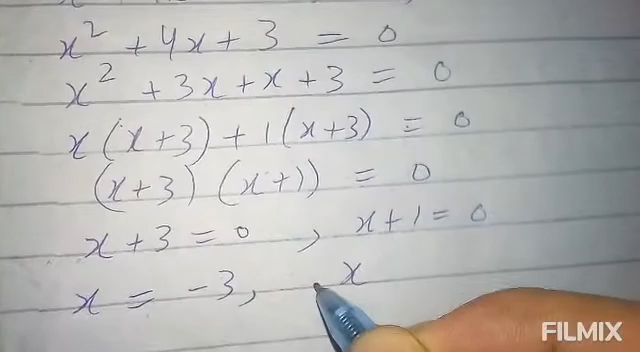 x² + 4x + 3 = 0
x² + 3x + x + 3 = 0
x(x+3) + 1(x+3) = 0
(x+3) (x+1) = 0
x + 3 = 0 , x + 1 = 0
x = -3, x
FILMIX